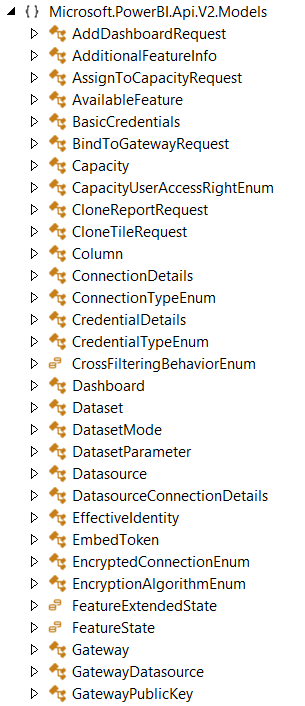 { } Microsoft.PowerBI.Api.V2.Models
AddDashboardRequest
AdditionalFeatureInfo
AssignToCapacityRequest
AvailableFeature
BasicCredentials
BindToGatewayRequest
Capacity
CapacityUserAccessRightEnum
CloneReportRequest
CloneTileRequest
Column
ConnectionDetails
ConnectionTypeEnum
CredentialDetails
CredentialTypeEnum
CrossFilteringBehaviorEnum
Dashboard
Dataset
DatasetMode
DatasetParameter
Datasource
DatasourceConnectionDetails
EffectiveIdentity
EmbedToken
EncryptedConnectionEnum
EncryptionAlgorithmEnum
FeatureExtendedState
FeatureState
Gateway
GatewayDatasource
GatewayPublicKey